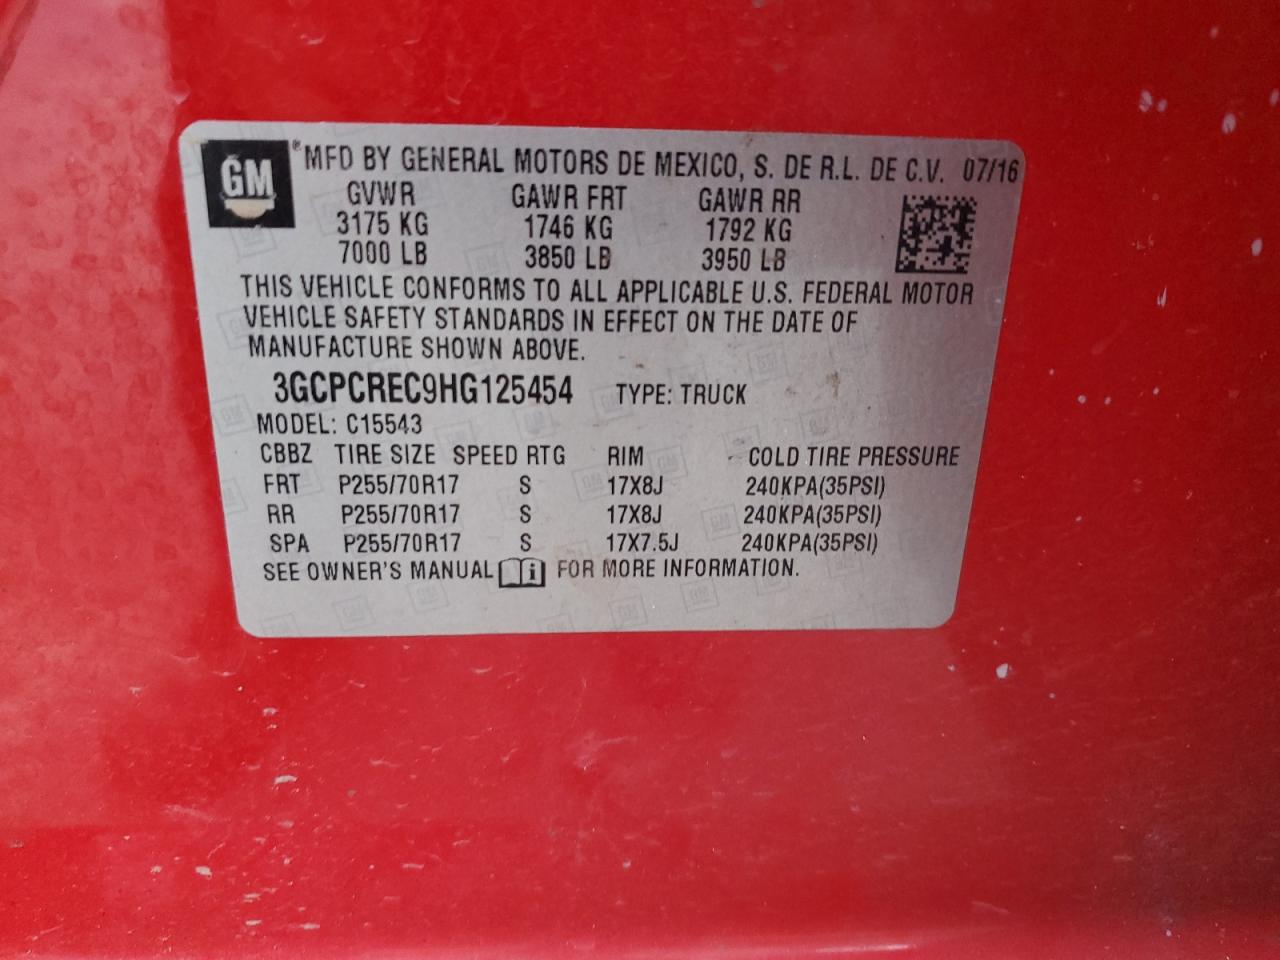 GM ® MFD BY GENERAL MOTORS DE MEXICO, S. DE R.L. DE C.V. 07/16
GVWR GAWR FRT GAWR RR
3175 KG 1746 KG 1792 KG
7000 LB 3850 LB 3950 LB
THIS VEHICLE CONFORMS TO ALL APPLICABLE U.S. FEDERAL MOTOR
VEHICLE SAFETY STANDARDS IN EFFECT ON THE DATE OF
MANUFACTURE SHOWN ABOVE.
3GCPCREC9HG125454 TYPE: TRUCK
MODEL: C15543
CBBZ TIRE SIZE SPEED RTG RIM COLD TIRE PRESSURE
FRT P255/70R17 S 17X8J 240KPA(35PSI)
RR P255/70R17 S 17X8J 240KPA(35PSI)
SPA P255/70R17 S 17X7.5J 240KPA(35PSI)
SEE OWNER'S MANUAL i FOR MORE INFORMATION.